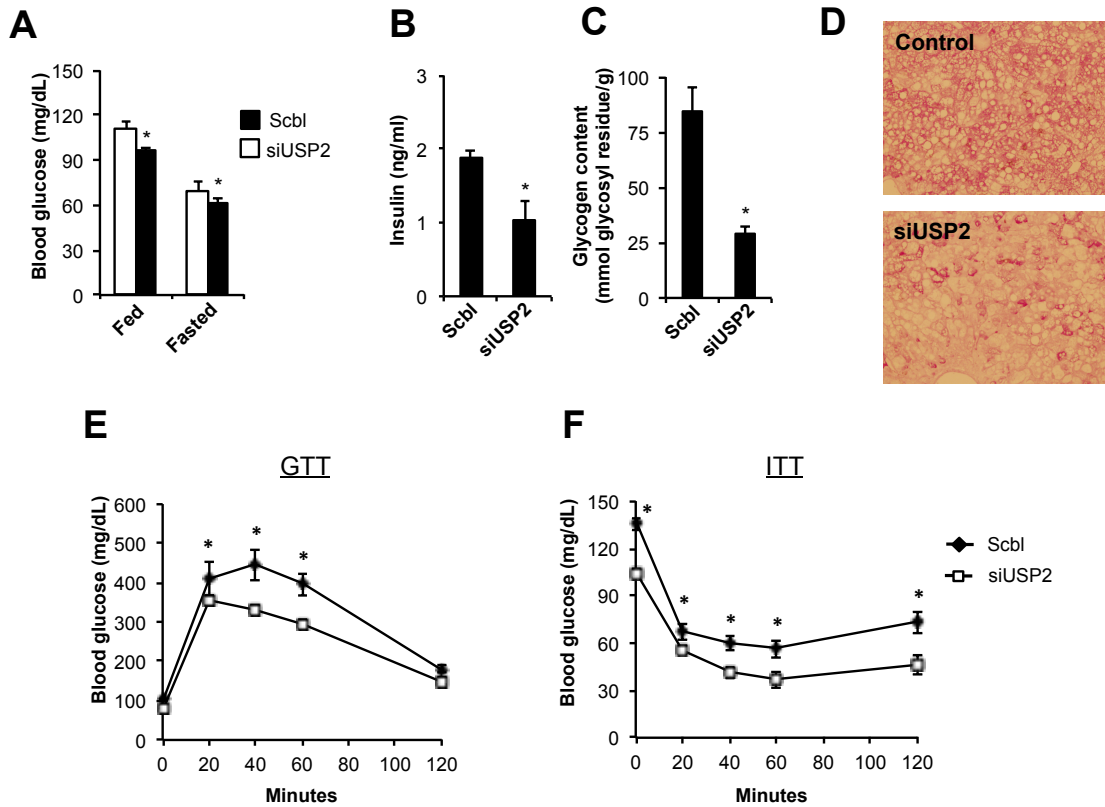 A
Blood glucose (mg/dL)
150
120
90
60
30
0
*
*
Fed
Fasted
Scbl
siUSP2
B
Insulin (ng/ml)
3
2
1
0
*
Scbl
siUSP2
C
Glycogen content
(mmol glycosyl residue/g)
100
75
50
25
0
*
Scbl
siUSP2
D
Control
siUSP2
E
GTT
Blood glucose (mg/dL)
600
500
400
300
200
100
0
* * *
0 20 40 60 80 100 120
Minutes
F
ITT
Blood glucose (mg/dL)
150
120
90
60
30
0
* * * * *
0 20 40 60 80 100 120
Minutes
Scbl
siUSP2